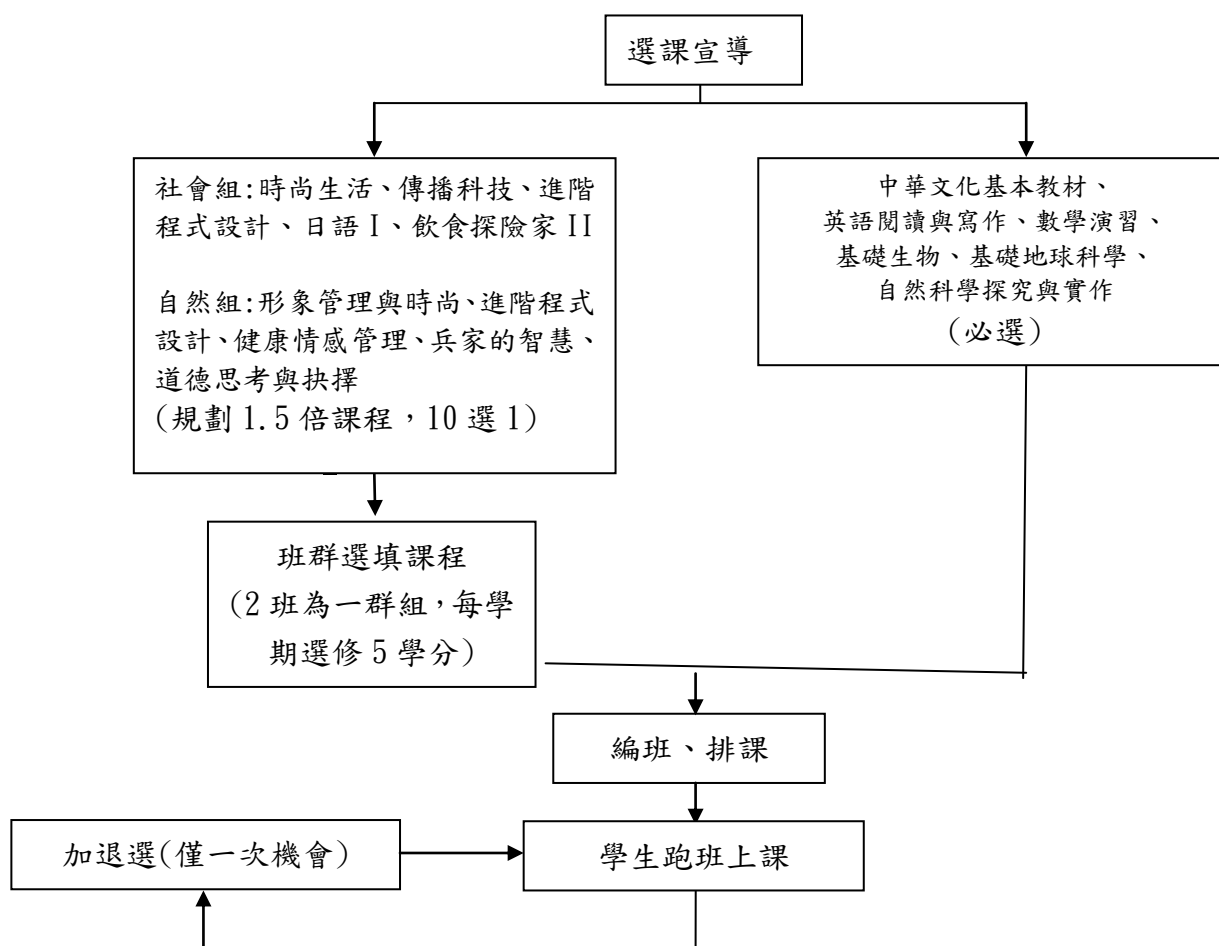 選課宣導
社會組:時尚生活、傳播科技、進階
程式設計、日語 I、飲食探險家 II
自然組:形象管理與時尚、進階程式
設計、健康情感管理、兵家的智慧、
道德思考與抉擇
(規劃 1.5 倍課程，10 選 1)
中華文化基本教材、
英語閱讀與寫作、數學演習、
基礎生物、基礎地球科學、
自然科學探究與實作
(必選)
班群選填課程
(2 班為一群組，每學
期選修 5 學分)
編班、排課
加退選(僅一次機會)
學生跑班上課